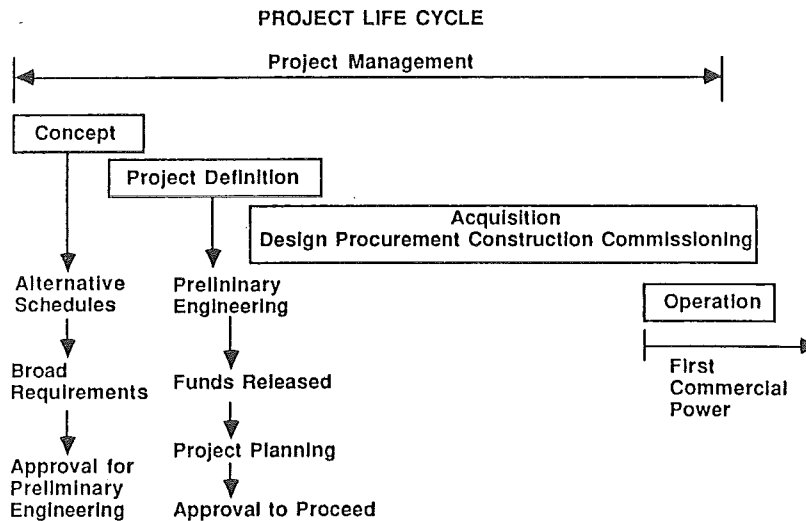 PROJECT LIFE CYCLE
Project Management
Concept
Project Definition
Acquisition
Design Procurement Construction Commissioning
Alternative
Schedules
Broad
Requirements
Approval for
Preliminary
Engineering
Prelininary
Engineering
Funds Released
Project Planning
Approval to Proceed
Operation
First
Commercial
Power